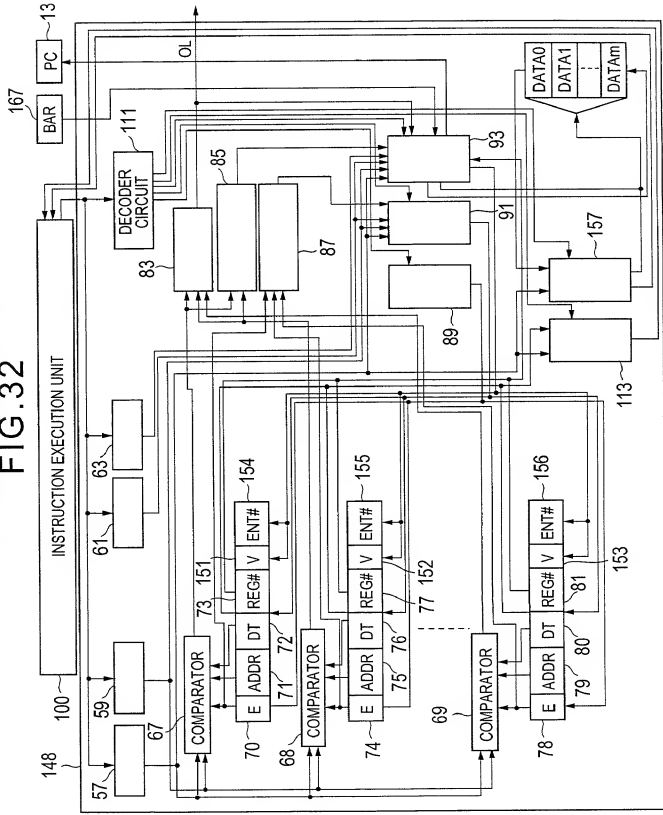 FIG.32
148
100
INSTRUCTION EXECUTION UNIT
167
BAR
PC
13
57
59
61
63
111
DECODER
CIRCUIT
OL
83
85
87
67
COMPARATOR
73
151
154
E
ADDR
DT
REG#
V
ENT#
70
71
72
68
COMPARATOR
155
E
ADDR
DT
REG#
V
ENT#
74
75
76
77
152
69
COMPARATOR
156
E
ADDR
DT
REG#
V
ENT#
78
79
80
81
153
89
91
93
DATA0
DATA1
DATAm
113
157